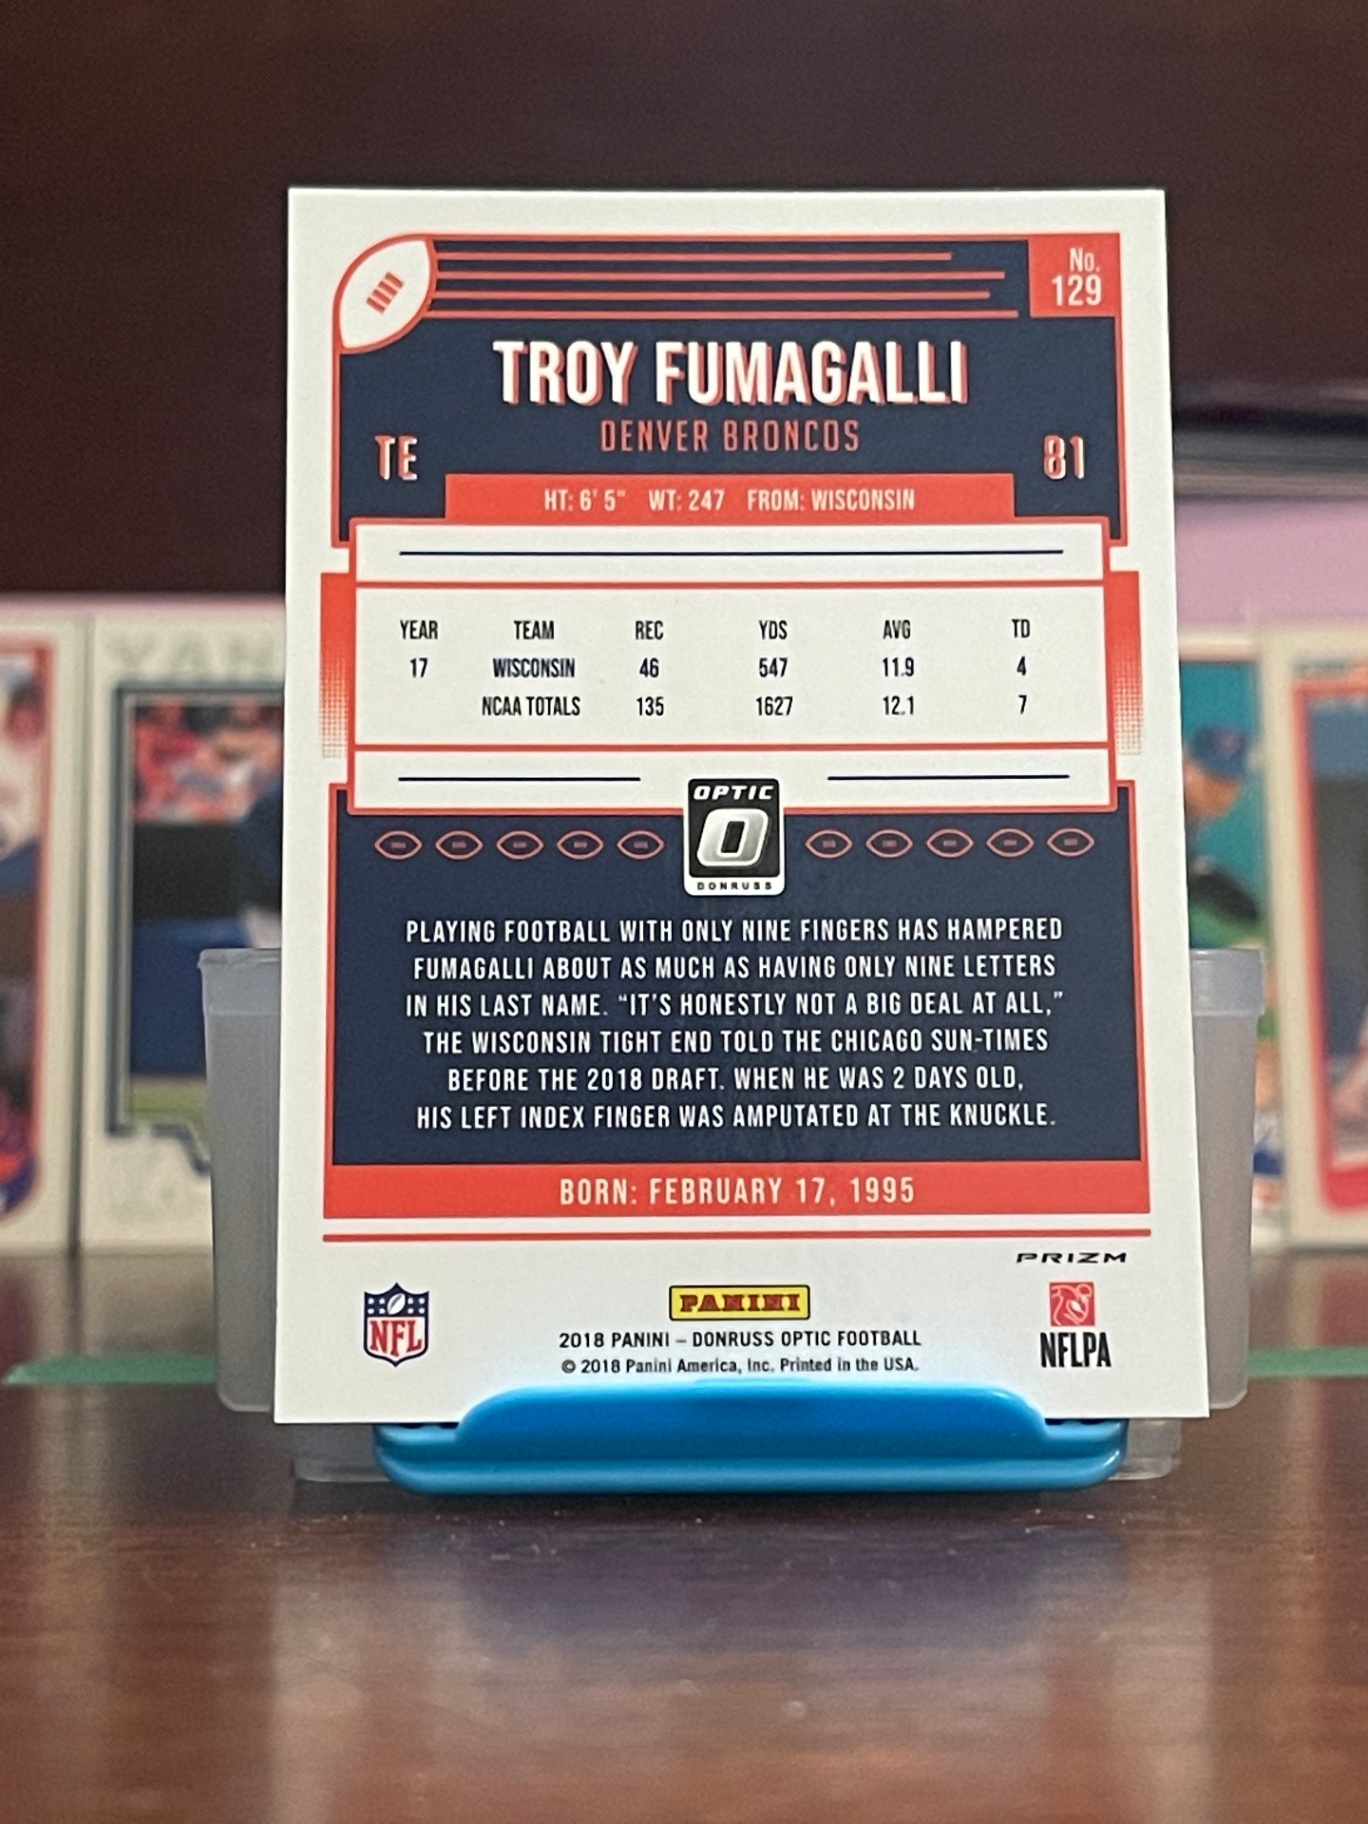 No.
129
TROY FUMAGALLI
DENVER BRONCOS
TE
81
HT: 6' 5" WT: 247 FROM: WISCONSIN
YEAR TEAM REC YDS AVG TD
17 WISCONSIN 46 547 11.9 4
NCAA TOTALS 135 1627 12.1 7
OPTIC
O
DONRUSS
PLAYING FOOTBALL WITH ONLY NINE FINGERS HAS HAMPERED
FUMAGALLI ABOUT AS MUCH AS HAVING ONLY NINE LETTERS
IN HIS LAST NAME. “IT'S HONESTLY NOT A BIG DEAL AT ALL,”
THE WISCONSIN TIGHT END TOLD THE CHICAGO SUN-TIMES
BEFORE THE 2018 DRAFT. WHEN HE WAS 2 DAYS OLD,
HIS LEFT INDEX FINGER WAS AMPUTATED AT THE KNUCKLE.
BORN: FEBRUARY 17, 1995
PRIZM
NFL
PANINI
2018 PANINI – DONRUSS OPTIC FOOTBALL
© 2018 Panini America, Inc. Printed in the USA.
NFLPA